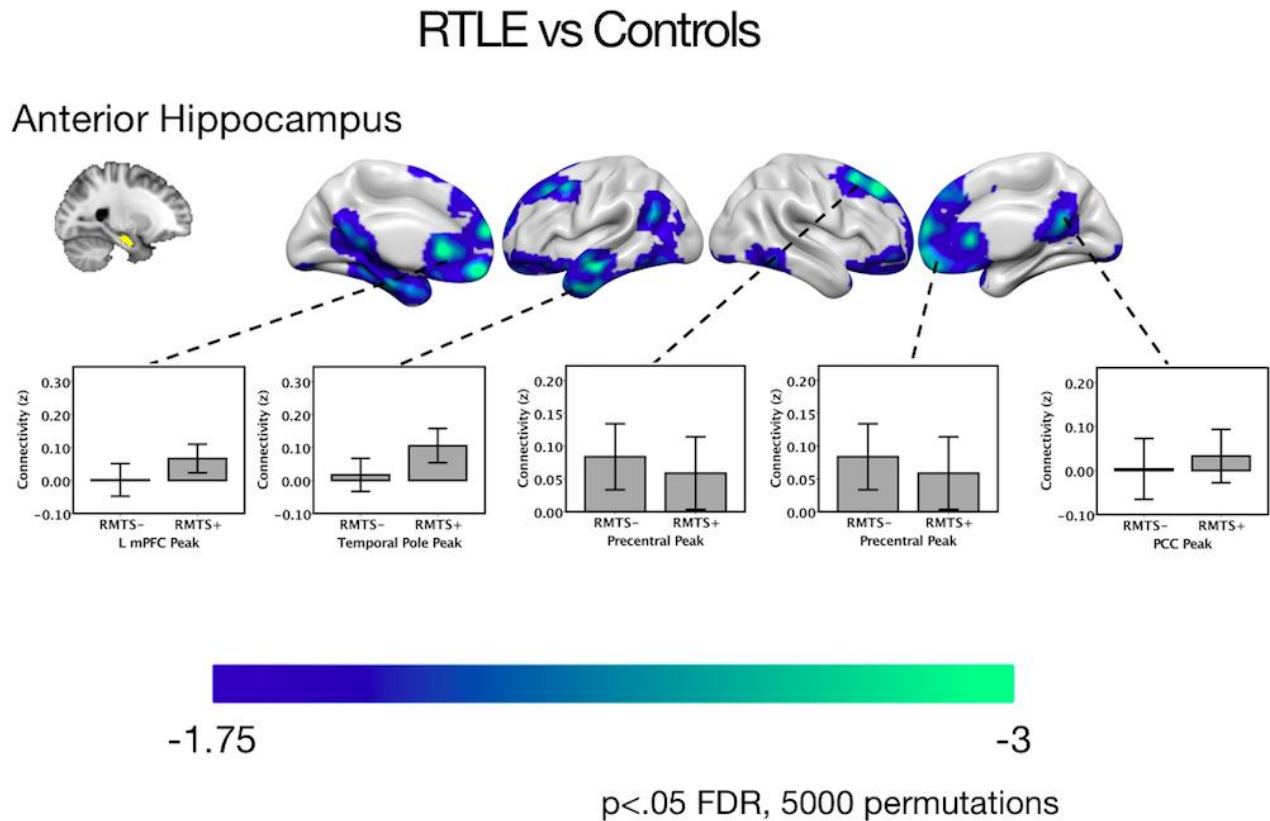 RTLE vs Controls
Anterior Hippocampus
Connectivity (z)
0.30
0.20
0.10
0.00
−0.10
RMTS− RMTS+
L mPFC Peak
Connectivity (z)
0.30
0.20
0.10
0.00
−0.10
RMTS− RMTS+
Temporal Pole Peak
Connectivity (z)
0.20
0.15
0.10
0.05
0.00
RMTS− RMTS+
Precentral Peak
Connectivity (z)
0.20
0.15
0.10
0.05
0.00
RMTS− RMTS+
Precentral Peak
Connectivity (z)
0.20
0.10
0.00
−0.10
RMTS− RMTS+
PCC Peak
-1.75 -3
p<.05 FDR, 5000 permutations